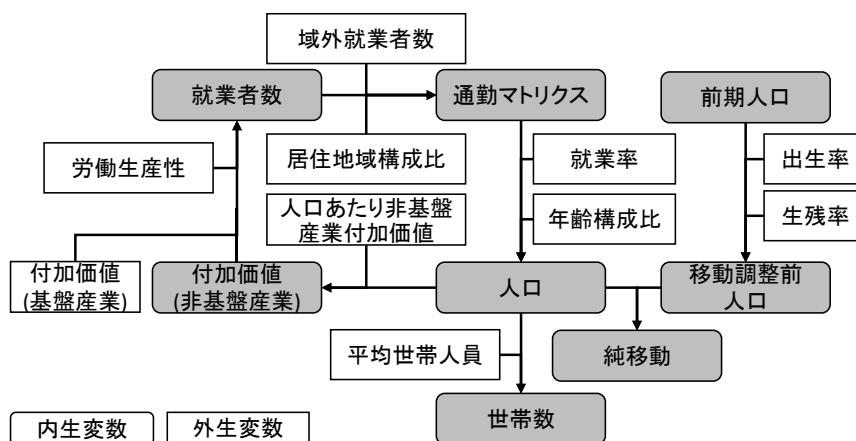 域外就業者数
就業者数
通勤マトリクス
前期人口
労働生産性
居住地域構成比
就業率
出生率
人口あたり非基盤
産業付加価値
年齢構成比
生残率
付加価値
(基盤産業)
付加価値
(非基盤産業)
人口
移動調整前
人口
平均世帯人員
純移動
世帯数
内生変数
外生変数